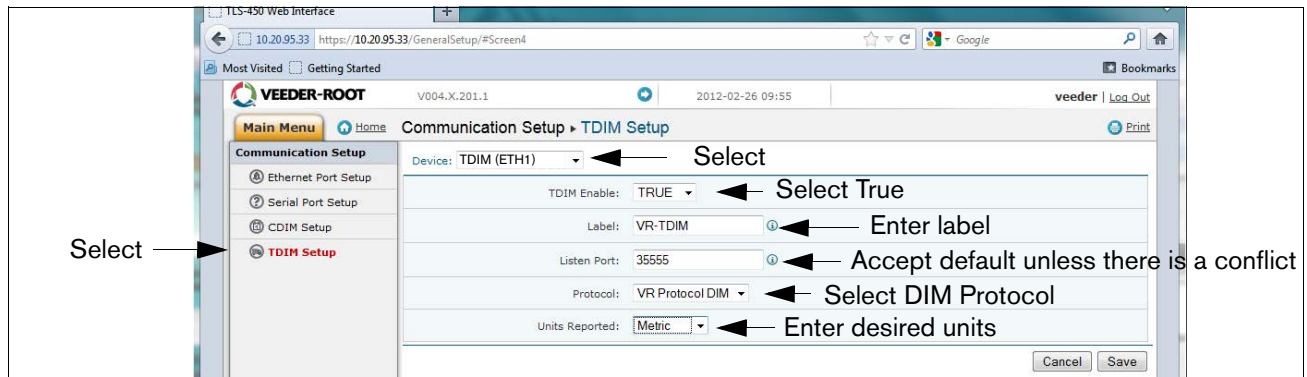 TLS-450 Web Interface
10.20.95.33 https://10.20.95.33/GeneralSetup/#Screen4
Google
Most Visited Getting Started
Bookmarks
VEEDER-ROOT V004.X.201.1 2012-02-26 09:55 veeder | Log Out
Main Menu Home Communication Setup ▸ TDIM Setup Print
Communication Setup
Ethernet Port Setup
Serial Port Setup
CDIM Setup
TDIM Setup
Select
Device: TDIM (ETH1) Select
TDIM Enable: TRUE Select True
Label: VR-TDIM Enter label
Listen Port: 35555 Accept default unless there is a conflict
Protocol: VR Protocol DIM Select DIM Protocol
Units Reported: Metric Enter desired units
Cancel Save